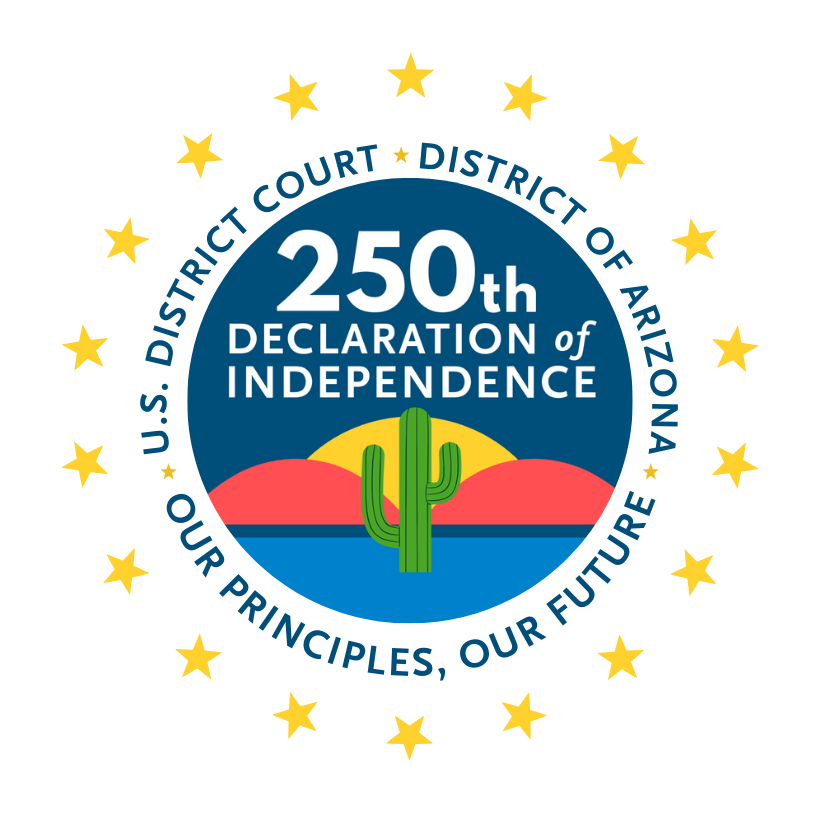 U.S. DISTRICT COURT ★ DISTRICT OF ARIZONA
250th
DECLARATION of
INDEPENDENCE
★ OUR PRINCIPLES, OUR FUTURE ★